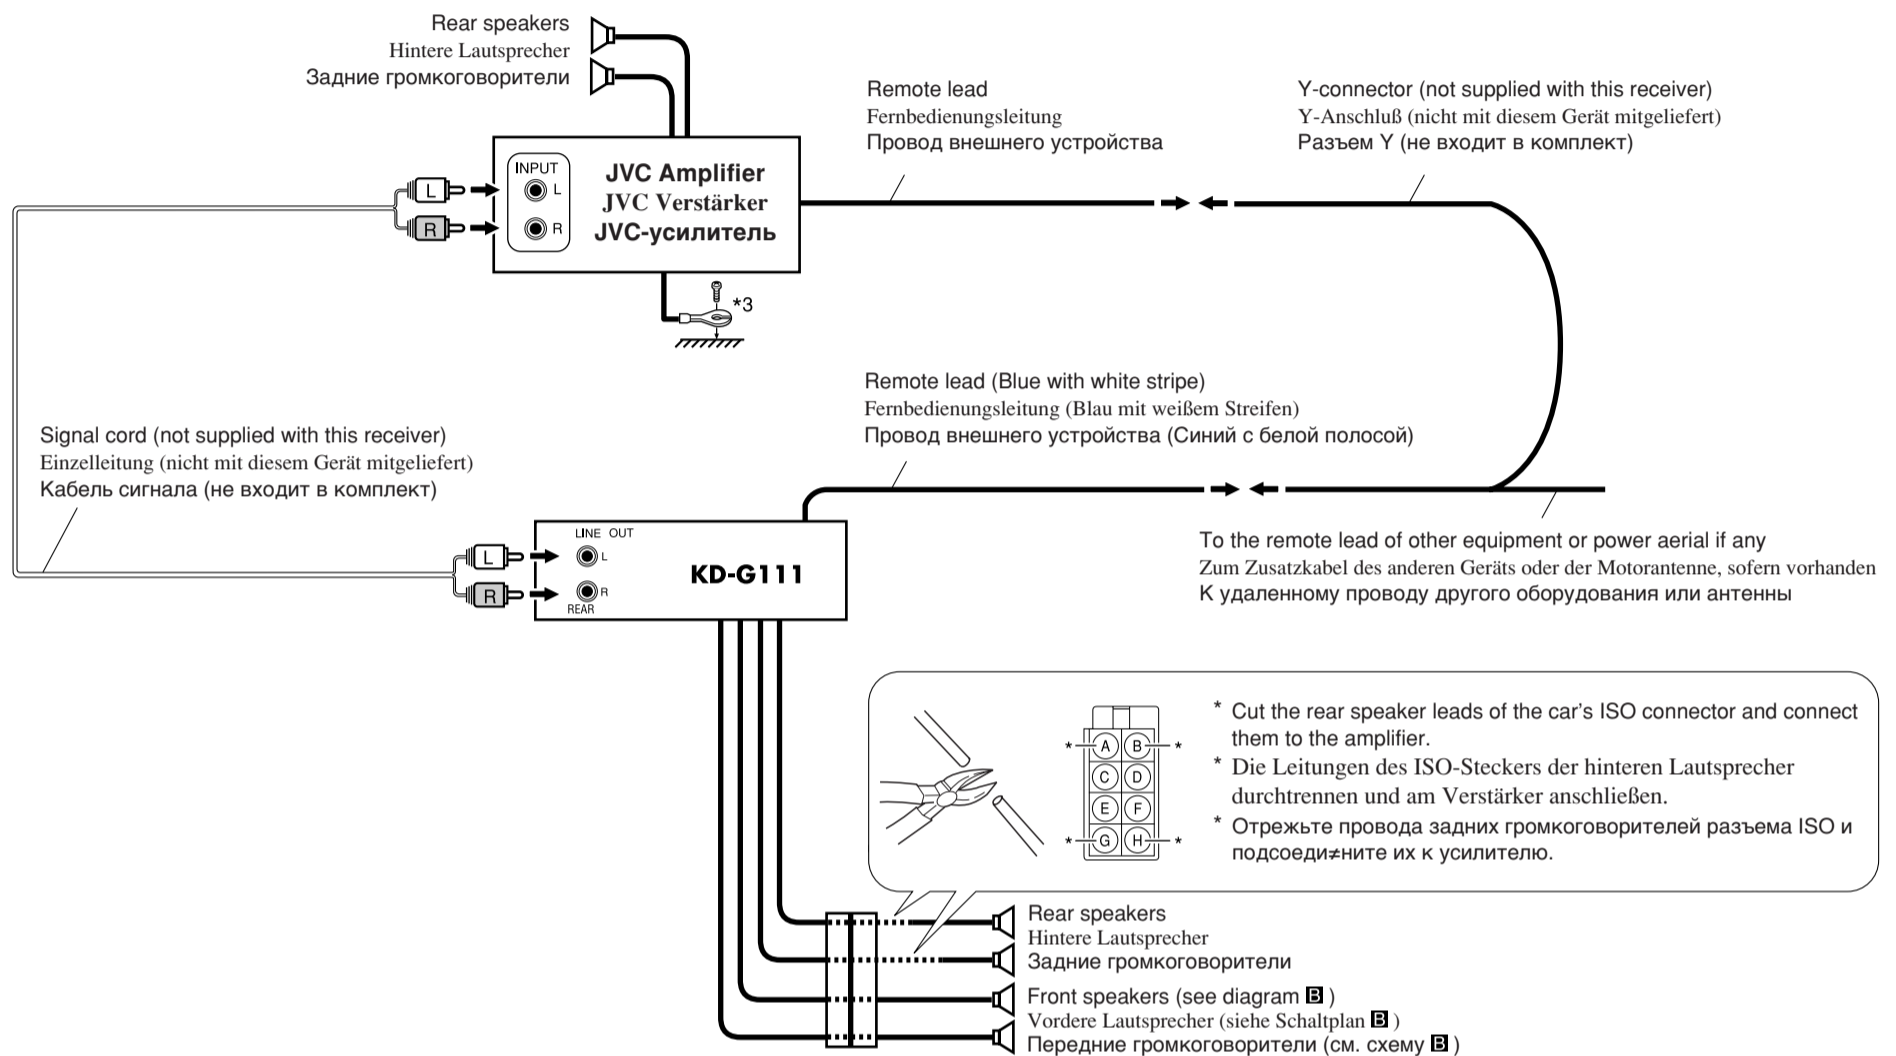 Rear speakers
Hintere Lautsprecher
Задние громкоговорители
Remote lead
Fernbedienungsleitung
Провод внешнего устройства
Y-connector (not supplied with this receiver)
Y-Anschluß (nicht mit diesem Gerät mitgeliefert)
Разъем Y (не входит в комплект)
L
R
INPUT
L
R
JVC Amplifier
JVC Verstärker
JVC-усилитель
*3
Remote lead (Blue with white stripe)
Fernbedienungsleitung (Blau mit weißem Streifen)
Провод внешнего устройства (Синий с белой полосой)
Signal cord (not supplied with this receiver)
Einzelleitung (nicht mit diesem Gerät mitgeliefert)
Кабель сигнала (не входит в комплект)
L
R
LINE OUT
L
R
REAR
KD-G111
To the remote lead of other equipment or power aerial if any
Zum Zusatzkabel des anderen Geräts oder der Motorantenne, sofern vorhanden
К удаленному проводу другого оборудования или антенны
* A B *
C D
E F
* G H *
* Cut the rear speaker leads of the car's ISO connector and connect
them to the amplifier.
* Die Leitungen des ISO-Steckers der hinteren Lautsprecher
durchtrennen und am Verstärker anschließen.
* Отрежьте провода задних громкоговорителей разъема ISO и
подсоеди≠ните их к усилителю.
Rear speakers
Hintere Lautsprecher
Задние громкоговорители
Front speakers (see diagram B )
Vordere Lautsprecher (siehe Schaltplan B )
Передние громкоговорители (см. схему B )